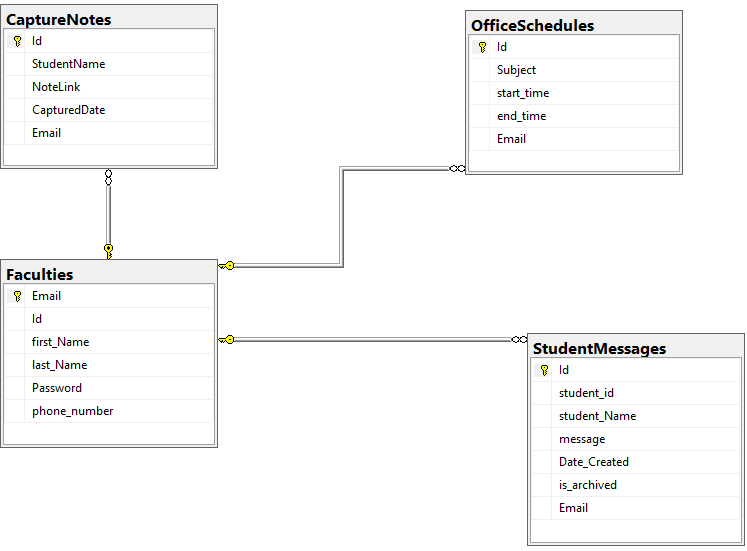 CaptureNotes
Id
StudentName
NoteLink
CapturedDate
Email
OfficeSchedules
Id
Subject
start_time
end_time
Email
Faculties
Email
Id
first_Name
last_Name
Password
phone_number
StudentMessages
Id
student_id
student_Name
message
Date_Created
is_archived
Email